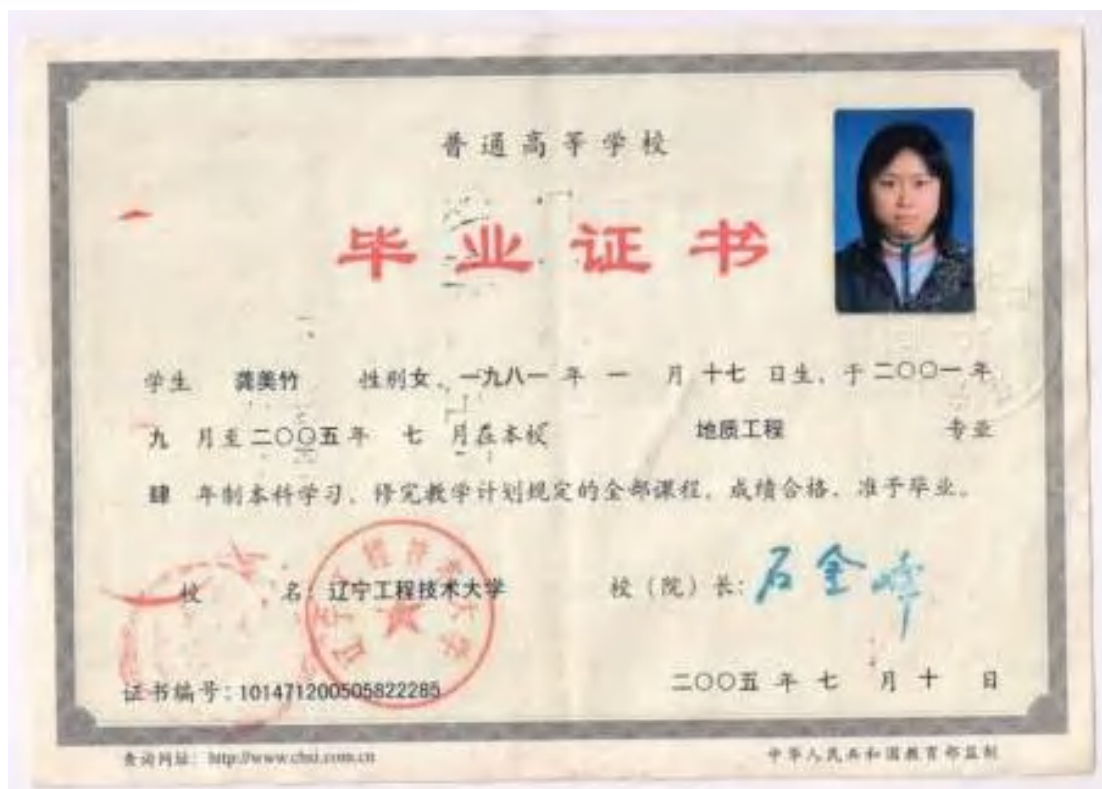 普通高等学校
毕业证书
学生 龚美竹 性别女，一九八一年 一 月 十七 日生，于二〇〇一年
九 月至二〇〇五年 七 月在本校 地质工程 专业
肆 年制本科学习，修完教学计划规定的全部课程，成绩合格，准予毕业。
校 名：辽宁工程技术大学 校（院）长：石金峰
证书编号：101471200505822285 二〇〇五年七月十日
查询网址：http://www.chsi.com.cn 中华人民共和国教育部监制